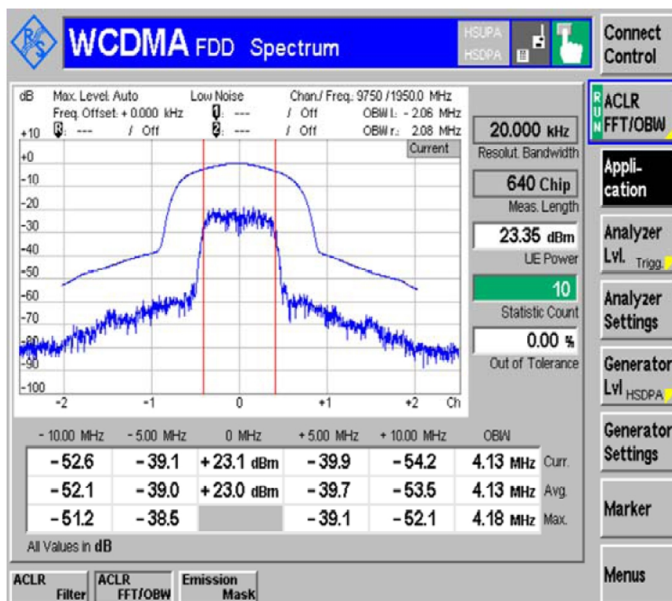 R&S
WCDMA FDD Spectrum
HSUPA
HSDPA
Connect
Control
dB Max. Level: Auto Low Noise Chan./ Freq.: 9750 /1950.0 MHz
Freq. Offset: + 0.000 kHz 1: --- / Off OBW l.: - 2.06 MHz
R: --- / Off 2: --- / Off OBW r.: 2.08 MHz
Current
+10
+0
-10
-20
-30
-40
-50
-60
-70
-80
-90
-100
-2 -1 0 +1 +2 Ch
20.000 kHz
Resolut. Bandwidth
640 Chip
Meas. Length
23.35 dBm
UE Power
10
Statistic Count
0.00 %
Out of Tolerance
- 10.00 MHz - 5.00 MHz 0 MHz + 5.00 MHz + 10.00 MHz OBW
- 52.6 - 39.1 + 23.1 dBm - 39.9 - 54.2 4.13 MHz Curr.
- 52.1 - 39.0 + 23.0 dBm - 39.7 - 53.5 4.13 MHz Avg.
- 51.2 - 38.5 - 39.1 - 52.1 4.18 MHz Max.
All Values in dB
RUN
ACLR
FFT/OBW
Appli-
cation
Analyzer
Lvl. Trigg.
Analyzer
Settings
Generator
Lvl HSDPA
Generator
Settings
Marker
Menus
ACLR
Filter
ACLR
FFT/OBW
Emission
Mask